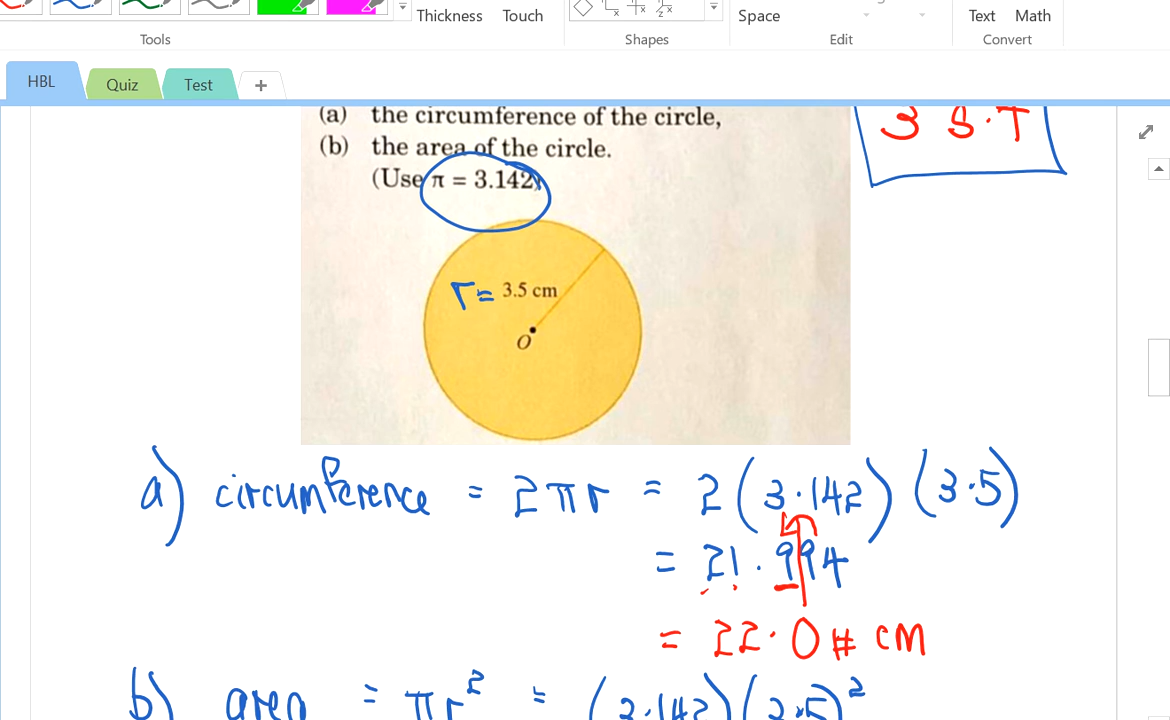 Thickness Touch Space Text Math
Tools Shapes Edit Convert
HBL Quiz Test +
(a) the circumference of the circle,
3 S.T
(b) the area of the circle.
(Use π = 3.142)
r= 3.5 cm
O
a) circumference = 2πr = 2(3.142)(3.5)
= 21.994
= 22.0# cm
b) area = πr² = (3.142)(3.5)²